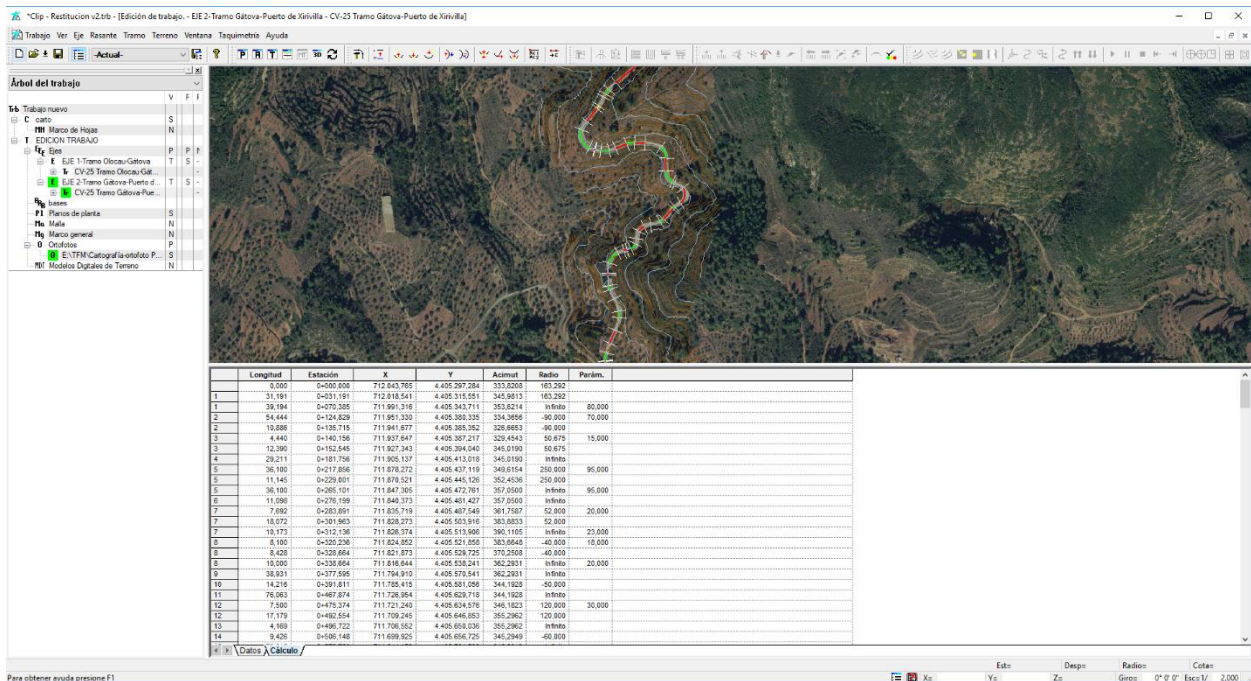 *Clip - Restitucion v2.trb - [Edición de trabajo. - EJE 2-Tramo Gátova-Puerto de Xirivilla - CV-25 Tramo Gátova-Puerto de Xirivilla]
Trabajo Ver Eje Rasante Tramo Terreno Ventana Taquimetría Ayuda
-Actual-
Árbol del trabajo
V F F
Trb Trabajo nuevo
C carto S
MH Marco de Hojas N
T EDICION TRABAJO
Ejes P P
E EJE 1-Tramo Olocau-Gátova T S -
Tr CV-25 Tramo Olocau-Gát... -
E EJE 2-Tramo Gátova-Puerto d... T S -
Tr CV-25 Tramo Gátova-Pue... -
bases
Pl Planos de planta S
Ma Malla N
Mg Marco general N
O Ortofotos P
O E:\TFM\Cartografía-ortofoto P... S
MDT Modelos Digitales de Terreno N
Longitud Estación X Y Acimut Radio Parám.
0,000 0+000,000 712.043,765 4.405.297,284 333,8208 163,292
1 31,191 0+031,191 712.018,541 4.405.315,551 345,9813 163,292
1 39,194 0+070,385 711.991,316 4.405.343,711 353,6214 Infinito 80,000
2 54,444 0+124,829 711.951,330 4.405.380,335 334,3656 -90,000 70,000
2 10,886 0+135,715 711.941,677 4.405.385,352 326,6653 -90,000
3 4,440 0+140,156 711.937,647 4.405.387,217 329,4543 50,675 15,000
3 12,390 0+152,545 711.927,343 4.405.394,040 345,0190 50,675
4 29,211 0+181,756 711.905,137 4.405.413,018 345,0190 Infinito
5 36,100 0+217,856 711.878,272 4.405.437,119 349,6154 250,000 95,000
5 11,145 0+229,001 711.870,521 4.405.445,126 352,4536 250,000
5 36,100 0+265,101 711.847,305 4.405.472,761 357,0500 Infinito 95,000
6 11,098 0+276,199 711.840,373 4.405.481,427 357,0500 Infinito
7 7,692 0+283,891 711.835,719 4.405.487,549 361,7587 52,000 20,000
7 18,072 0+301,963 711.828,273 4.405.503,916 383,8833 52,000
7 10,173 0+312,136 711.826,374 4.405.513,906 390,1105 Infinito 23,000
8 8,100 0+320,236 711.824,852 4.405.521,858 383,6648 -40,000 18,000
8 8,428 0+328,664 711.821,873 4.405.529,725 370,2508 -40,000
8 10,000 0+338,664 711.816,644 4.405.538,241 362,2931 Infinito 20,000
9 38,931 0+377,595 711.794,910 4.405.570,541 362,2931 Infinito
10 14,216 0+391,811 711.785,415 4.405.581,056 344,1928 -50,000
11 76,063 0+467,874 711.726,954 4.405.629,718 344,1928 Infinito
12 7,500 0+475,374 711.721,240 4.405.634,576 346,1823 120,000 30,000
12 17,179 0+492,554 711.709,245 4.405.646,853 355,2962 120,000
13 4,169 0+496,722 711.706,552 4.405.650,036 355,2962 Infinito
14 9,426 0+506,148 711.699,925 4.405.656,725 345,2949 -60,000
Datos Cálculo
Est= Desp= Radio= Cota=
Para obtener ayuda presione F1 X= Y= Z= Giro= 0° 0' 0" Esc=1/ 2.000